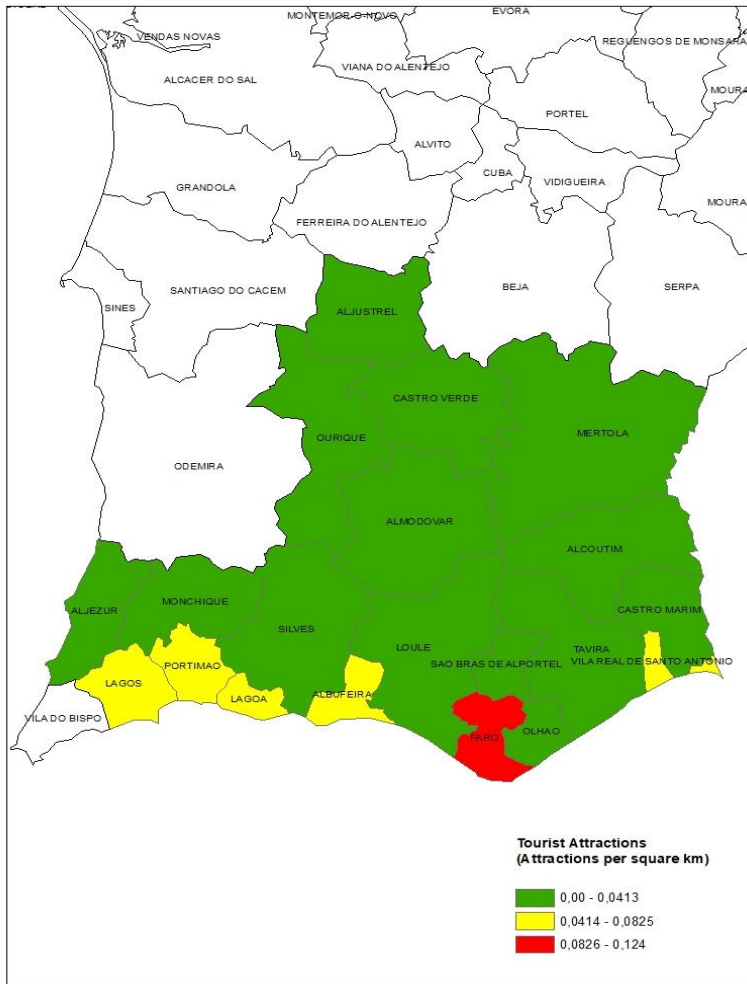 MONTEMOR-O-NOVO
EVORA
VENDAS NOVAS
REGUENGOS DE MONSARA
VIANA DO ALENTEJO
ALCACER DO SAL
MOURA
PORTEL
ALVITO
CUBA
VIDIGUEIRA
GRANDOLA
MOURA
FERREIRA DO ALENTEJO
SANTIAGO DO CACEM
BEJA
SERPA
SINES
ALJUSTREL
CASTRO VERDE
MERTOLA
OURIQUE
ODEMIRA
ALMODOVAR
ALCOUTIM
MONCHIQUE
ALJEZUR
CASTRO MARIM
SILVES
LOULE
TAVIRA
SAO BRAS DE ALPORTEL
VILA REAL DE SANTO ANTONIO
PORTIMAO
LAGOS
LAGOA
ALBUFEIRA
VILA DO BISPO
OLHAO
FARO
Tourist Attractions
(Attractions per square km)
0,00 - 0,0413
0,0414 - 0,0825
0,0826 - 0,124